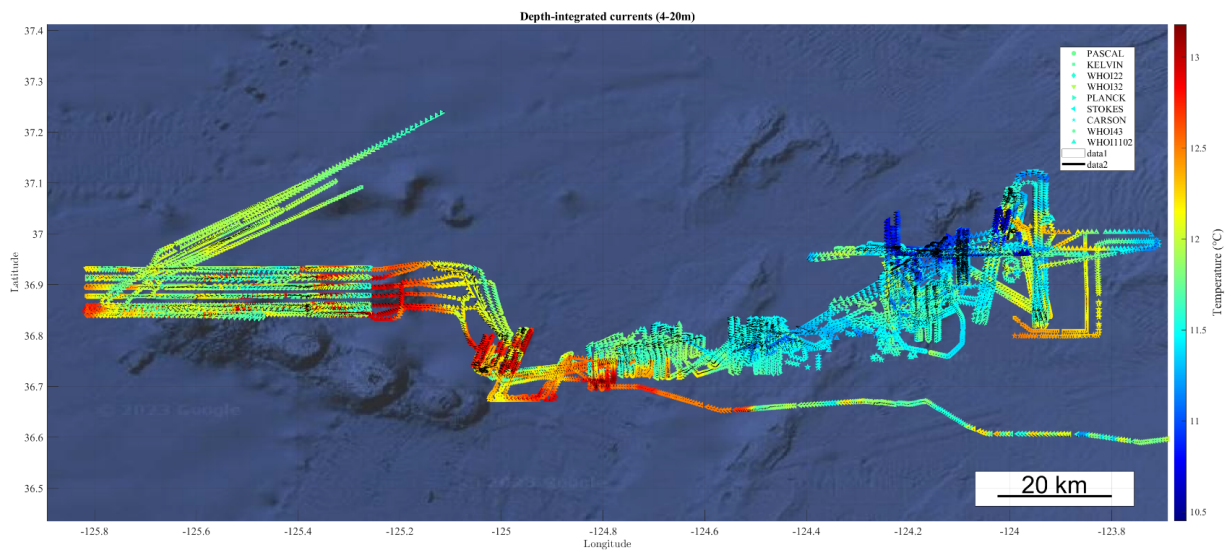 Depth-integrated currents (4-20m)
37.4
37.3
37.2
37.1
37
36.9
36.8
36.7
36.6
36.5
Latitude
-125.8
-125.6
-125.4
-125.2
-125
-124.8
-124.6
-124.4
-124.2
-124
-123.8
Longitude
PASCAL
KELVIN
WHOI22
WHOI32
PLANCK
STOKES
CARSON
WHOI43
WHOI1102
data1
data2
20 km
13
12.5
12
11.5
11
10.5
Temperature (°C)